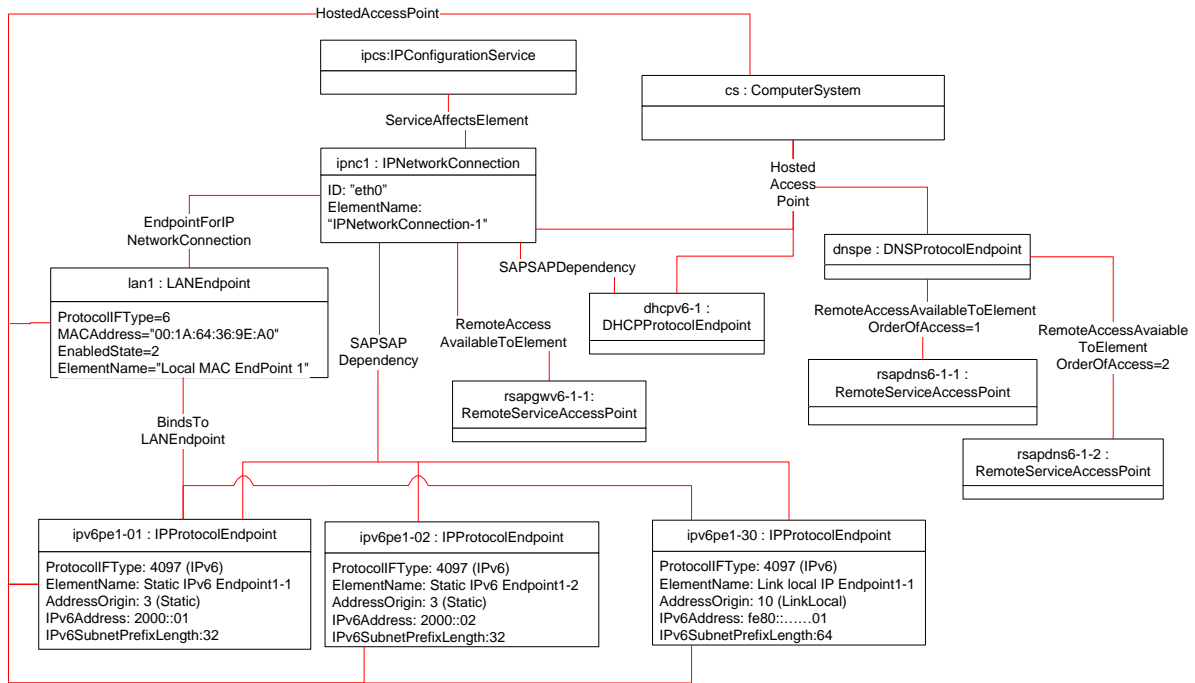 HostedAccessPoint
ipcs:IPConfigurationService
cs : ComputerSystem
ServiceAffectsElement
ipnc1 : IPNetworkConnection
ID: "eth0”
ElementName:
“IPNetworkConnection-1"
Hosted
Access
Point
EndpointForIP
NetworkConnection
dnspe : DNSProtocolEndpoint
SAPSAPDependency
lan1 : LANEndpoint
ProtocolIFType=6
MACAddress="00:1A:64:36:9E:A0"
EnabledState=2
ElementName="Local MAC EndPoint 1"
dhcpv6-1 :
DHCPProtocolEndpoint
RemoteAccessAvailableToElement
OrderOfAccess=1
RemoteAccess
AvailableToElement
RemoteAccessAvaiable
ToElement
OrderOfAccess=2
SAPSAP
Dependency
rsapgwv6-1-1:
RemoteServiceAccessPoint
rsapdns6-1-1 :
RemoteServiceAccessPoint
BindsTo
LANEndpoint
rsapdns6-1-2 :
RemoteServiceAccessPoint
ipv6pe1-01 : IPProtocolEndpoint
ProtocolIFType: 4097 (IPv6)
ElementName: Static IPv6 Endpoint1-1
AddressOrigin: 3 (Static)
IPv6Address: 2000::01
IPv6SubnetPrefixLength:32
ipv6pe1-02 : IPProtocolEndpoint
ProtocolIFType: 4097 (IPv6)
ElementName: Static IPv6 Endpoint1-2
AddressOrigin: 3 (Static)
IPv6Address: 2000::02
IPv6SubnetPrefixLength:32
ipv6pe1-30 : IPProtocolEndpoint
ProtocolIFType: 4097 (IPv6)
ElementName: Link local IP Endpoint1-1
AddressOrigin: 10 (LinkLocal)
IPv6Address: fe80::……01
IPv6SubnetPrefixLength:64